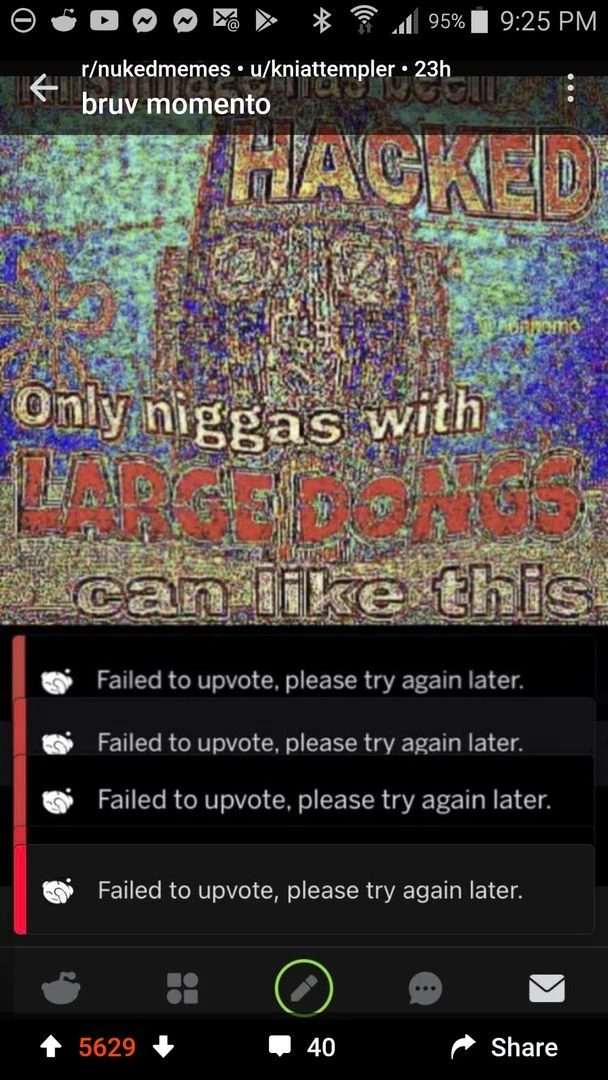 95% 9:25 PM
r/nukedmemes • u/kniattempler • 23h
bruv momento
has been
HACKED
Only niggas with
LARGE DONGS
can like this
Failed to upvote, please try again later.
Failed to upvote, please try again later.
Failed to upvote, please try again later.
Failed to upvote, please try again later.
5629 40 Share